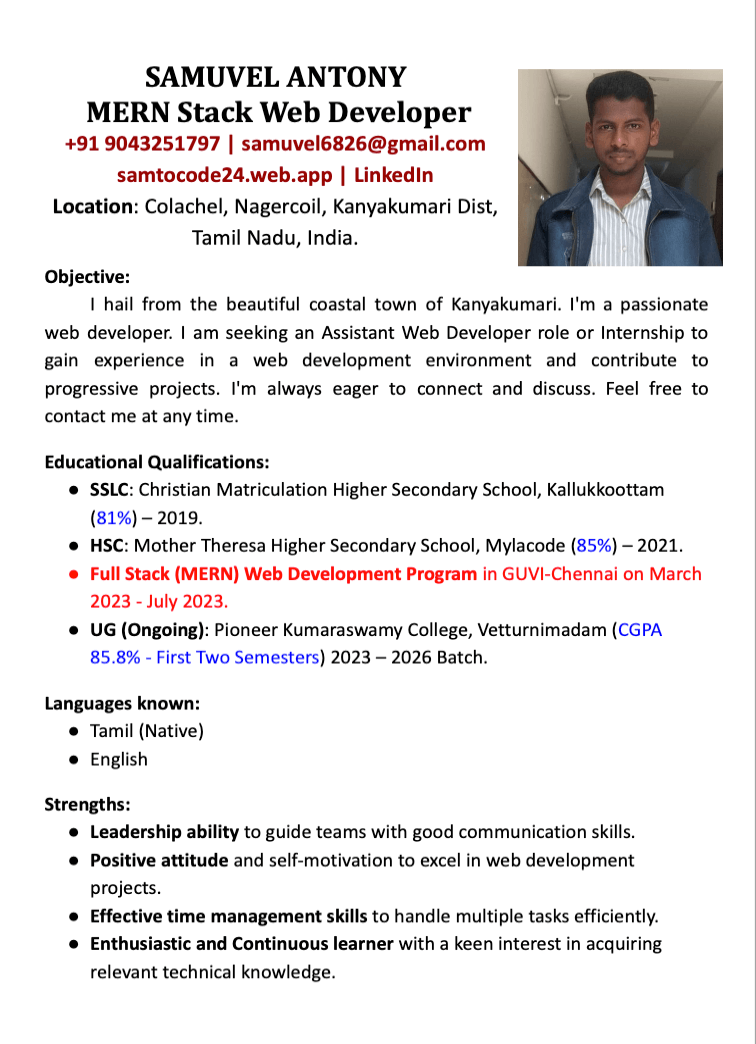 SAMUVEL ANTONY
MERN Stack Web Developer
+91 9043251797 | samuvel6826@gmail.com
samtocode24.web.app | LinkedIn
Location: Colachel, Nagercoil, Kanyakumari Dist,
Tamil Nadu, India.
Objective:
I hail from the beautiful coastal town of Kanyakumari. I'm a passionate
web developer. I am seeking an Assistant Web Developer role or Internship to
gain experience in a web development environment and contribute to
progressive projects. I'm always eager to connect and discuss. Feel free to
contact me at any time.
Educational Qualifications:
● SSLC: Christian Matriculation Higher Secondary School, Kallukkoottam
(81%) – 2019.
● HSC: Mother Theresa Higher Secondary School, Mylacode (85%) – 2021.
● Full Stack (MERN) Web Development Program in GUVI-Chennai on March
2023 - July 2023.
● UG (Ongoing): Pioneer Kumaraswamy College, Vetturnimadam (CGPA
85.8% - First Two Semesters) 2023 – 2026 Batch.
Languages known:
● Tamil (Native)
● English
Strengths:
● Leadership ability to guide teams with good communication skills.
● Positive attitude and self-motivation to excel in web development
projects.
● Effective time management skills to handle multiple tasks efficiently.
● Enthusiastic and Continuous learner with a keen interest in acquiring
relevant technical knowledge.